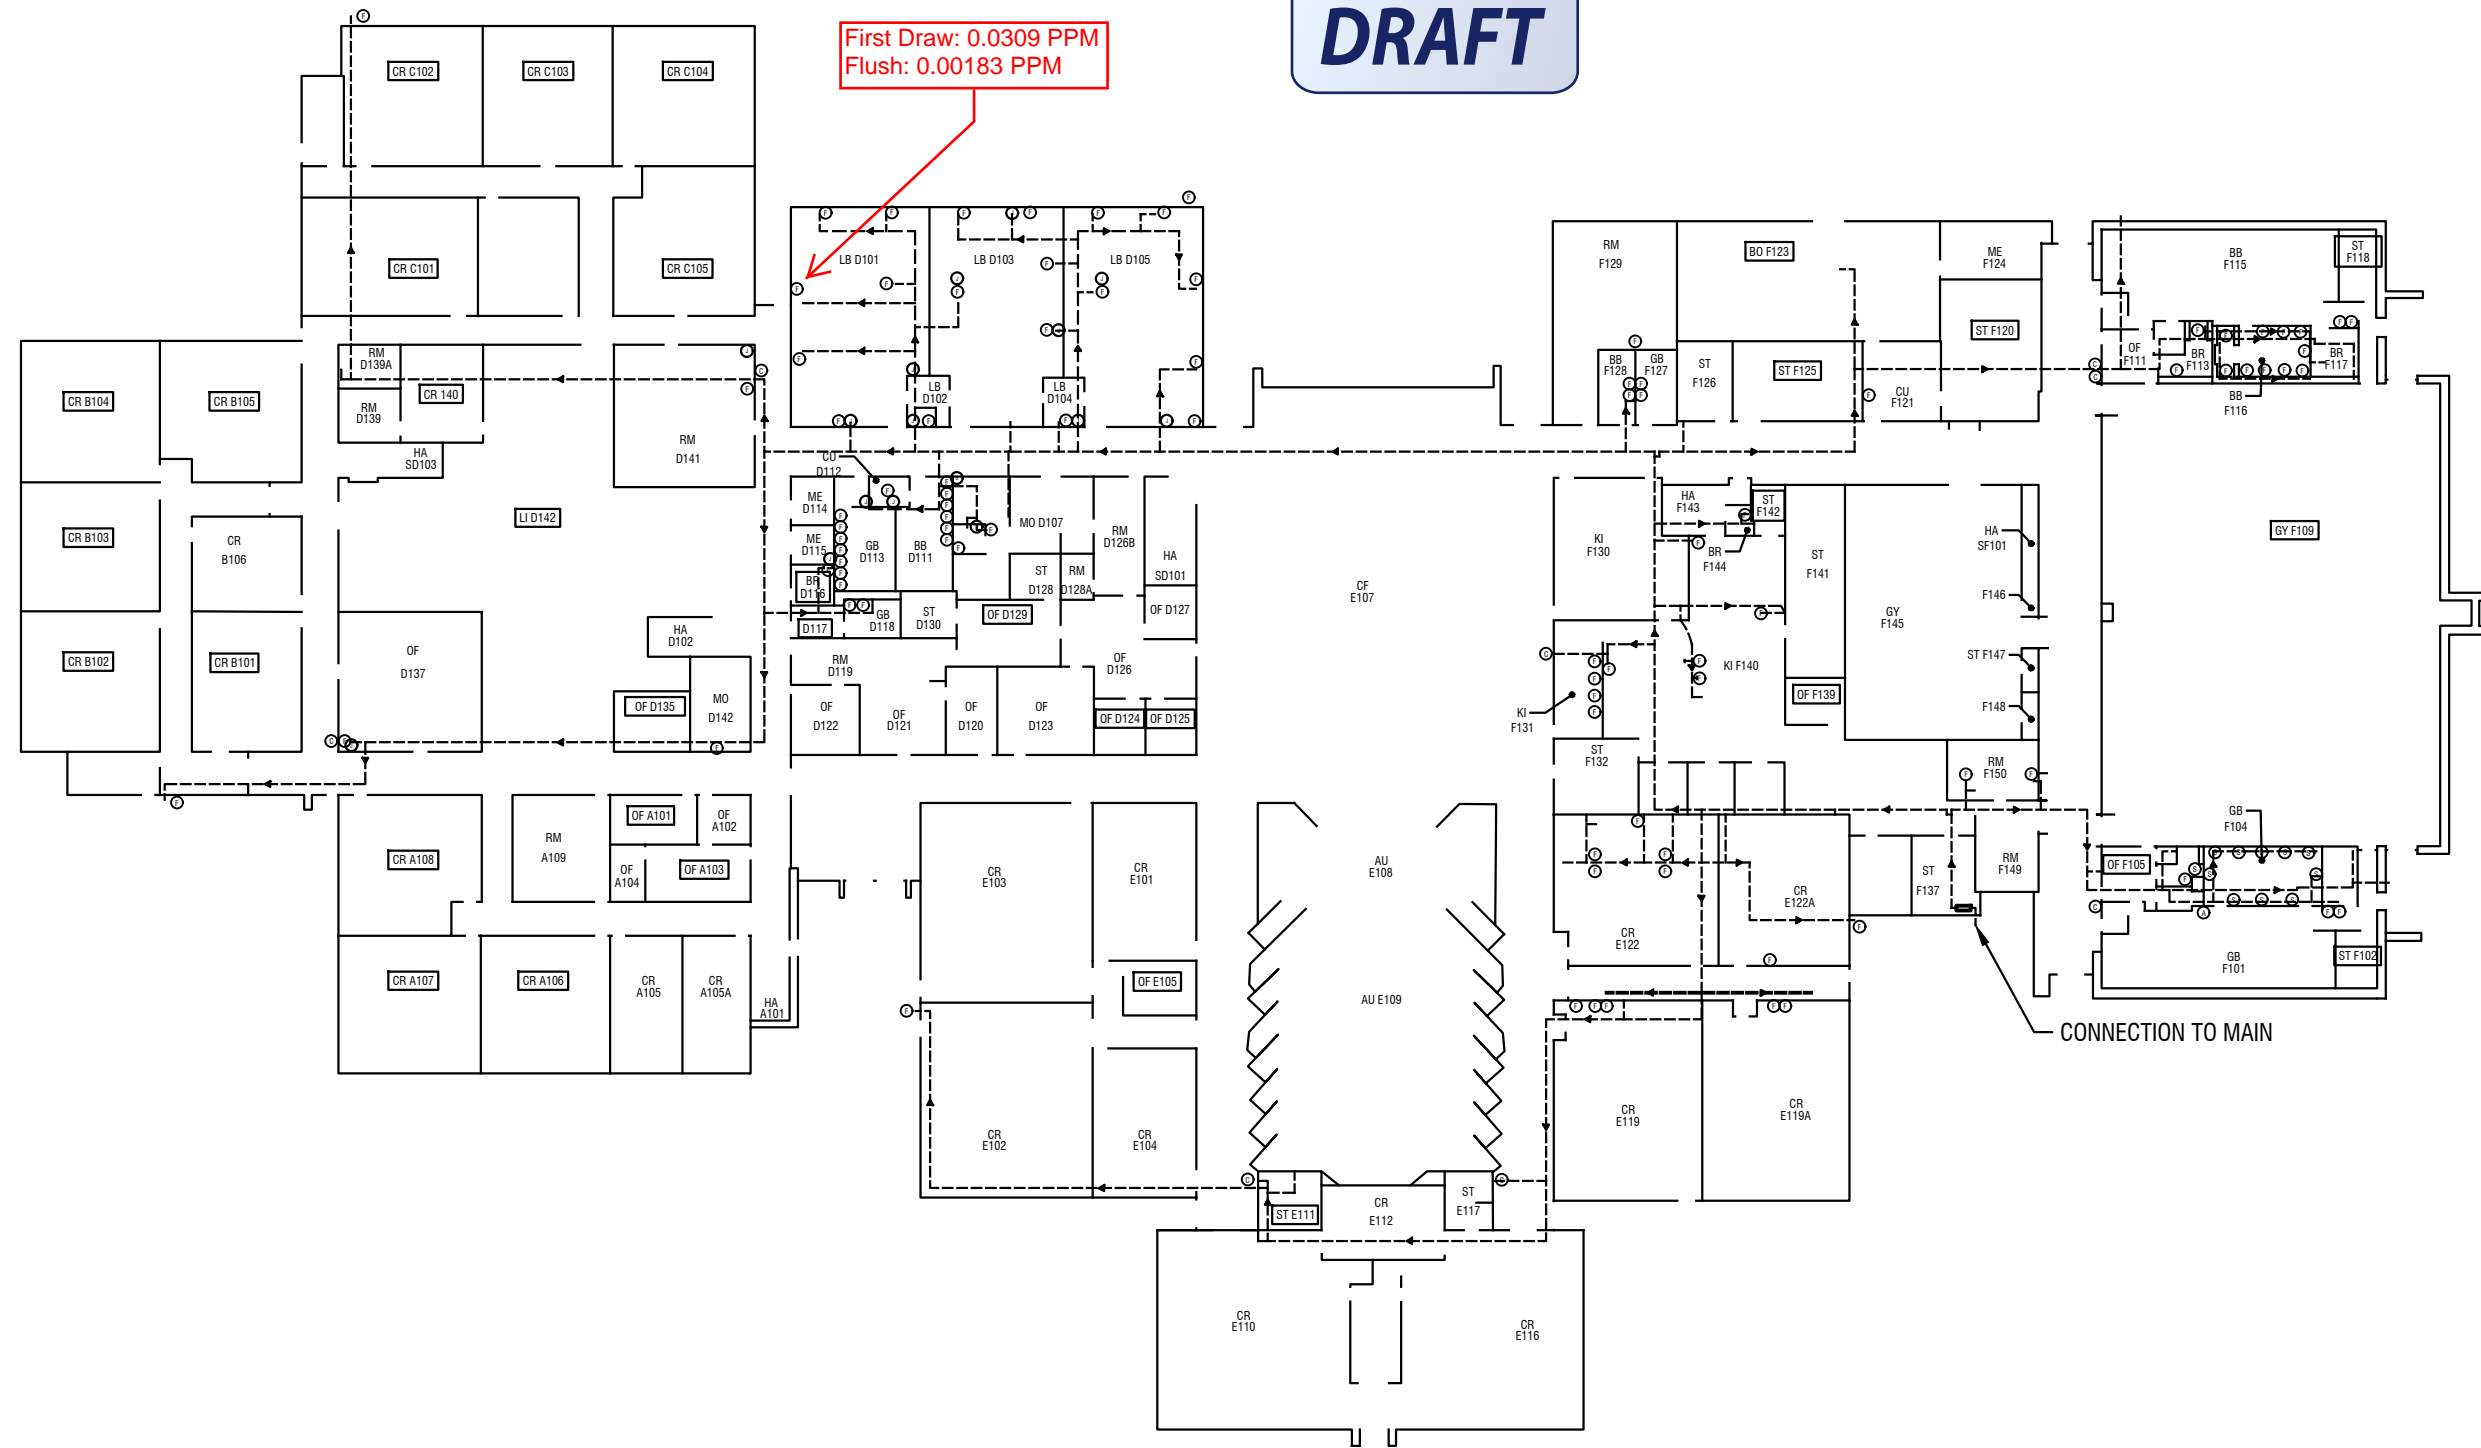 DRAFT
First Draw: 0.0309 PPM
Flush: 0.00183 PPM
CR C102
CR C103
CR C104
CR C101
CR C105
LB D101
LB D103
LB D105
LB
D102
LB
D104
RM
F129
BO F123
ME
F124
ST F120
BB
F115
ST
F118
OF
F111
BR
F113
BR
F117
BB
F116
BB
F128
GB
F127
ST
F126
ST F125
CU
F121
RM
D139A
CR 140
RM
D139
HA
SD103
RM
D141
CR B104
CR B105
CR B103
CR
B106
CR B102
CR B101
LI D142
CU
D112
ME
D114
ME
D115
BR
D116
D117
GB
D113
BB
D111
GB
D118
ST
D130
MO D107
ST
D128
RM
D128A
RM
D126B
HA
SD101
OF D127
OF D129
OF
D126
RM
D119
OF
D122
OF
D121
OF
D120
OF
D123
OF D124
OF D125
OF
D137
HA
D102
OF D135
MO
D142
CF
E107
KI
F130
HA
F143
ST
F142
BR
F144
ST
F141
GY
F145
HA
SF101
F146
ST F147
F148
GY F109
KI F140
OF F139
KI
F131
ST
F132
RM
F150
GB
F104
OF F105
RM
F149
ST
F137
GB
F101
ST F102
CONNECTION TO MAIN
CR A108
RM
A109
OF A101
OF
A102
OF
A104
OF A103
CR A107
CR A106
CR
A105
CR
A105A
HA
A101
CR
E103
CR
E101
OF E105
CR
E102
CR
E104
AU
E108
AU E109
CR
E122
CR
E122A
CR
E119
CR
E119A
ST E111
CR
E112
ST
E117
CR
E110
CR
E116